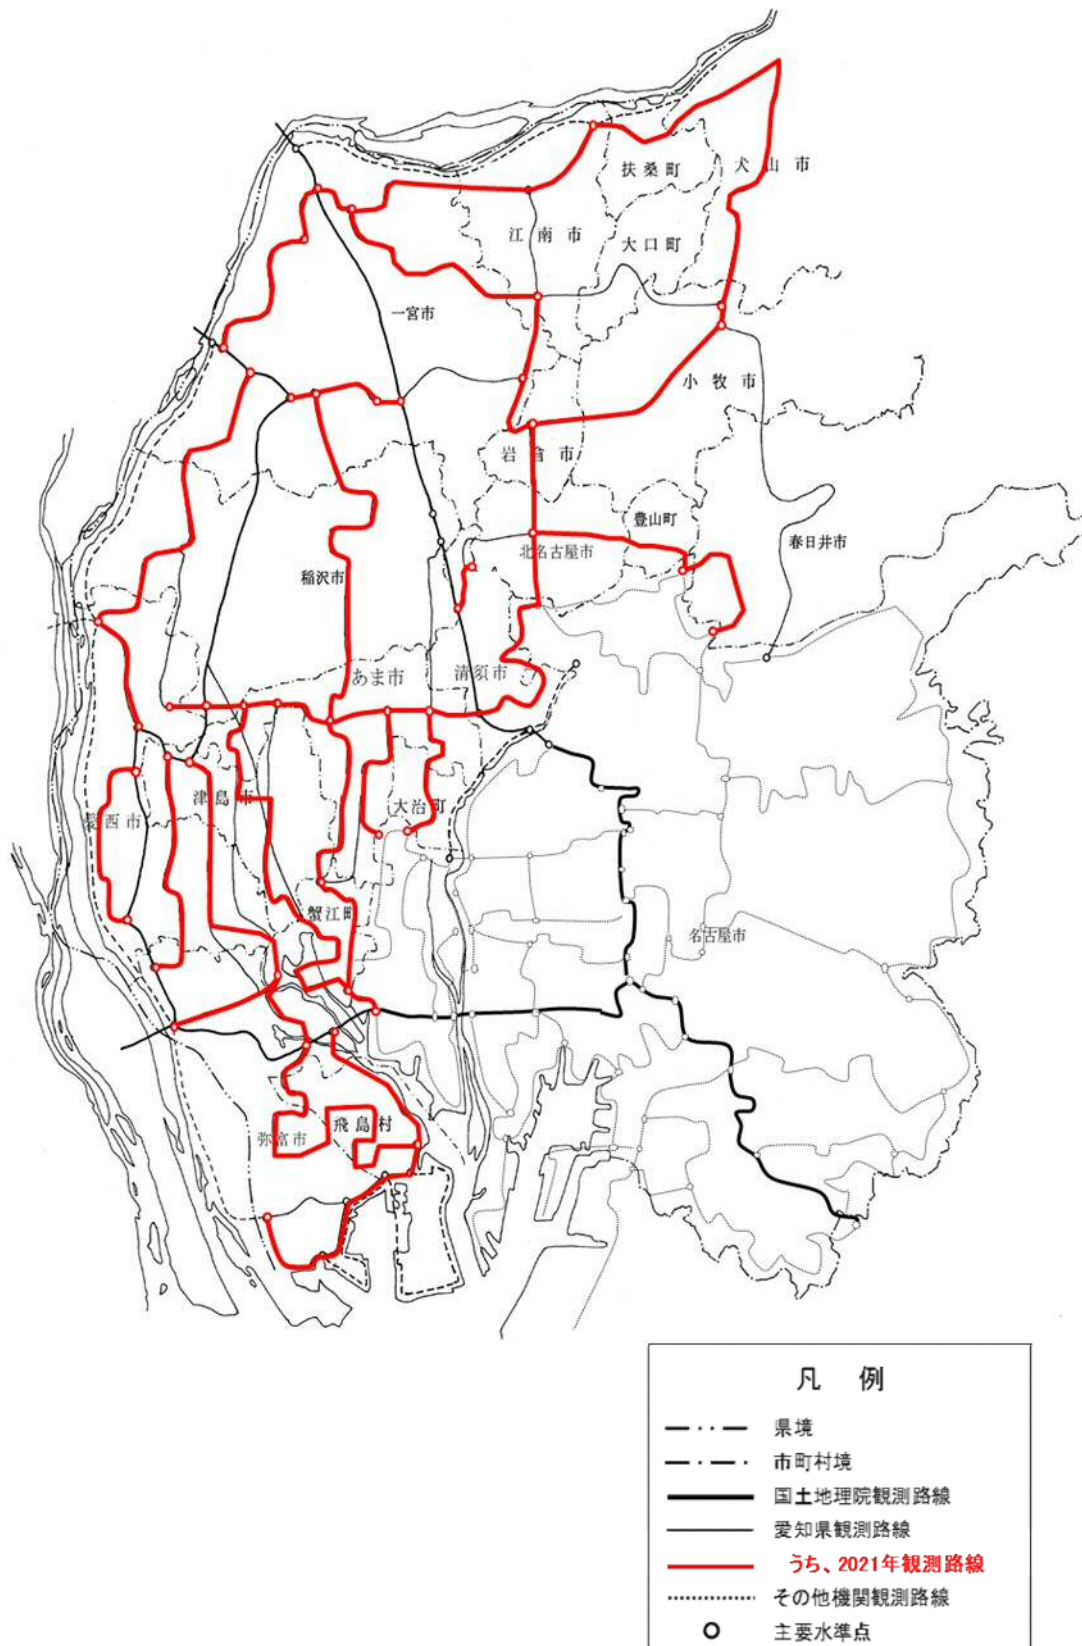 扶桑町
犬山市
江南市
大口町
一宮市
小牧市
岩倉市
豊山町
北名古屋市
春日井市
稲沢市
あま市
清須市
津島市
大治町
愛西市
蟹江町
名古屋市
弥富市
飛島村
凡 例
県境
市町村境
国土地理院観測路線
愛知県観測路線
うち、2021年観測路線
その他機関観測路線
主要水準点